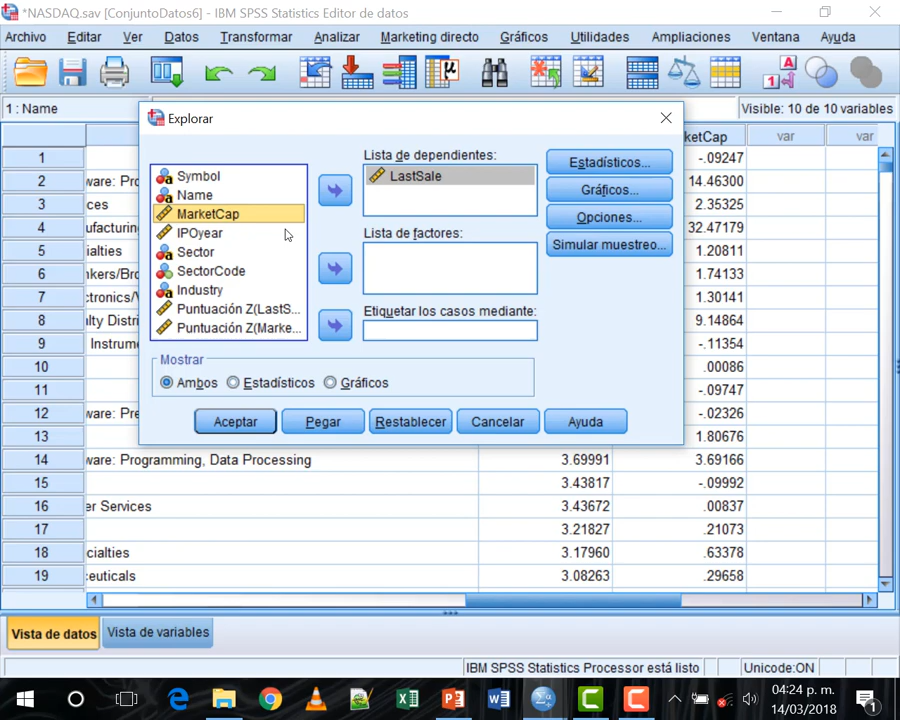 *NASDAQ.sav [ConjuntoDatos6] - IBM SPSS Statistics Editor de datos
Archivo Editar Ver Datos Transformar Analizar Marketing directo Gráficos Utilidades Ampliaciones Ventana Ayuda
1 : Name
Visible: 10 de 10 variables
Explorar
Lista de dependientes:
LastSale
Symbol
Name
MarketCap
IPOyear
Sector
SectorCode
Industry
Puntuación Z(LastS...
Puntuación Z(Marke...
Lista de factores:
Etiquetar los casos mediante:
Estadísticos...
Gráficos...
Opciones...
Simular muestreo...
Mostrar
Ambos Estadísticos Gráficos
Aceptar Pegar Restablecer Cancelar Ayuda
rketCap var var
1 -.09247
2 ware: Pr 14.46300
3 ces 2.35325
4 ufacturin 32.47179
5 ialties 1.20811
6 nkers/Bro 1.74133
7 ctronics/V 1.30141
8 ulty Distri 9.14864
9 Instrum -.11354
10 .00086
11 -.09747
12 ware: Pre -.02326
13 1.80676
14 ware: Programming, Data Processing 3.69991 3.69166
15 3.43817 -.09992
16 er Services 3.43672 .00837
17 3.21827 .21073
18 cialties 3.17960 .63378
19 ceuticals 3.08263 .29658
Vista de datos Vista de variables
IBM SPSS Statistics Processor está listo Unicode:ON
04:24 p. m.
14/03/2018
1